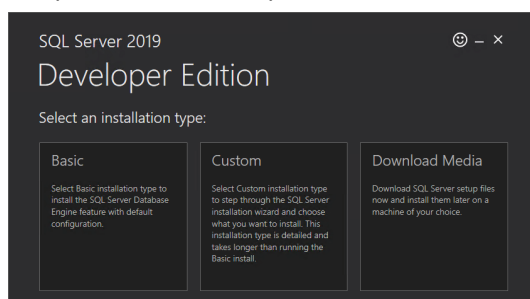 SQL Server 2019
Developer Edition
Select an installation type:
Basic
Select Basic installation type to
install the SQL Server Database
Engine feature with default
configuration.
Custom
Select Custom installation type
to step through the SQL Server
installation wizard and choose
what you want to install. This
installation type is detailed and
takes longer than running the
Basic install.
Download Media
Download SQL Server setup files
now and install them later on a
machine of your choice.